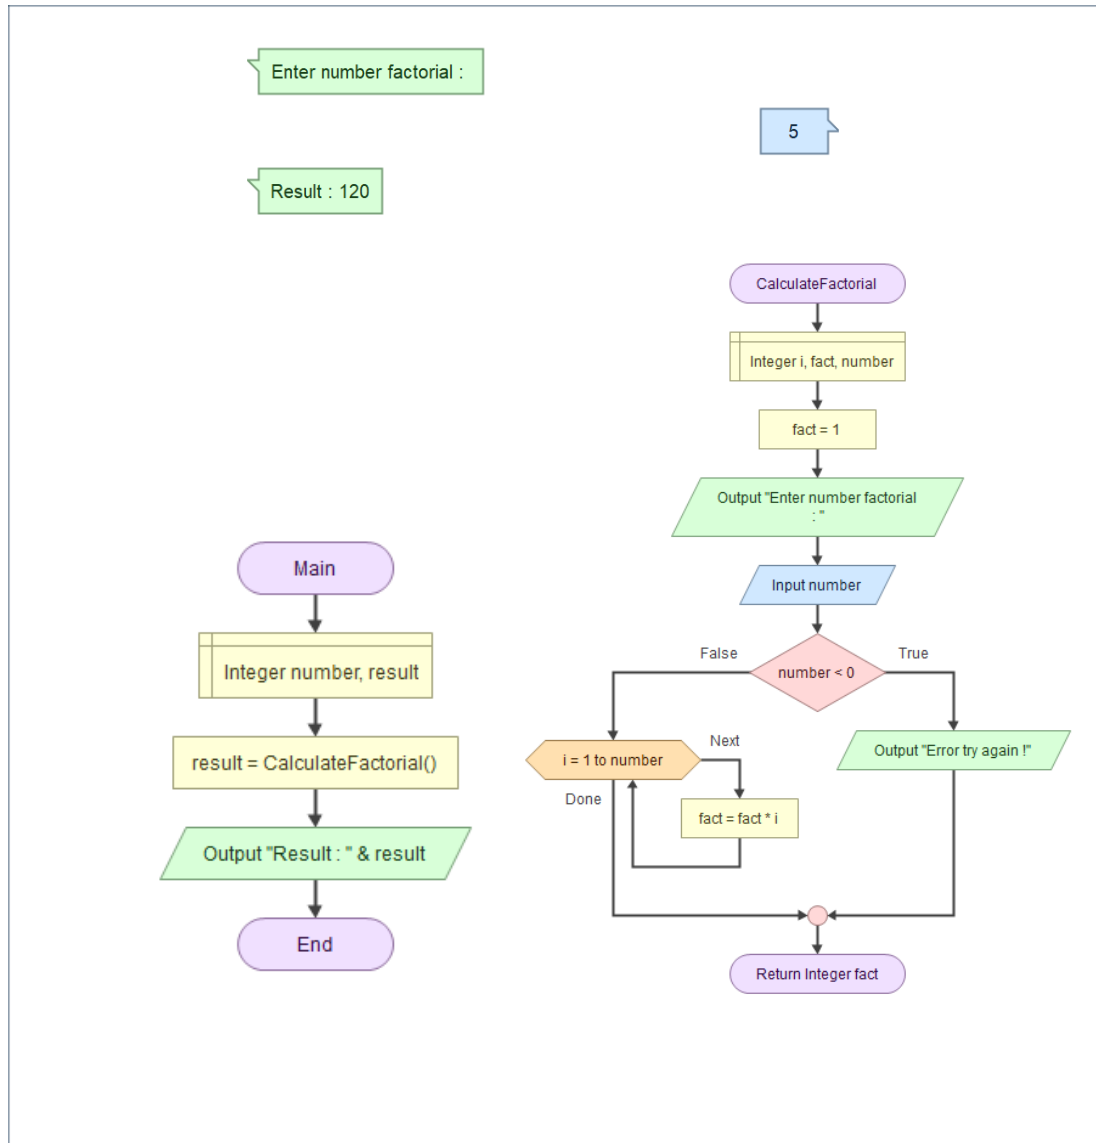 Enter number factorial :
5
Result : 120
Main
Integer number, result
result = CalculateFactorial()
Output "Result : " & result
End
CalculateFactorial
Integer i, fact, number
fact = 1
Output "Enter number factorial
: "
Input number
False
number < 0
True
i = 1 to number
Next
Done
fact = fact * i
Output "Error try again !"
Return Integer fact